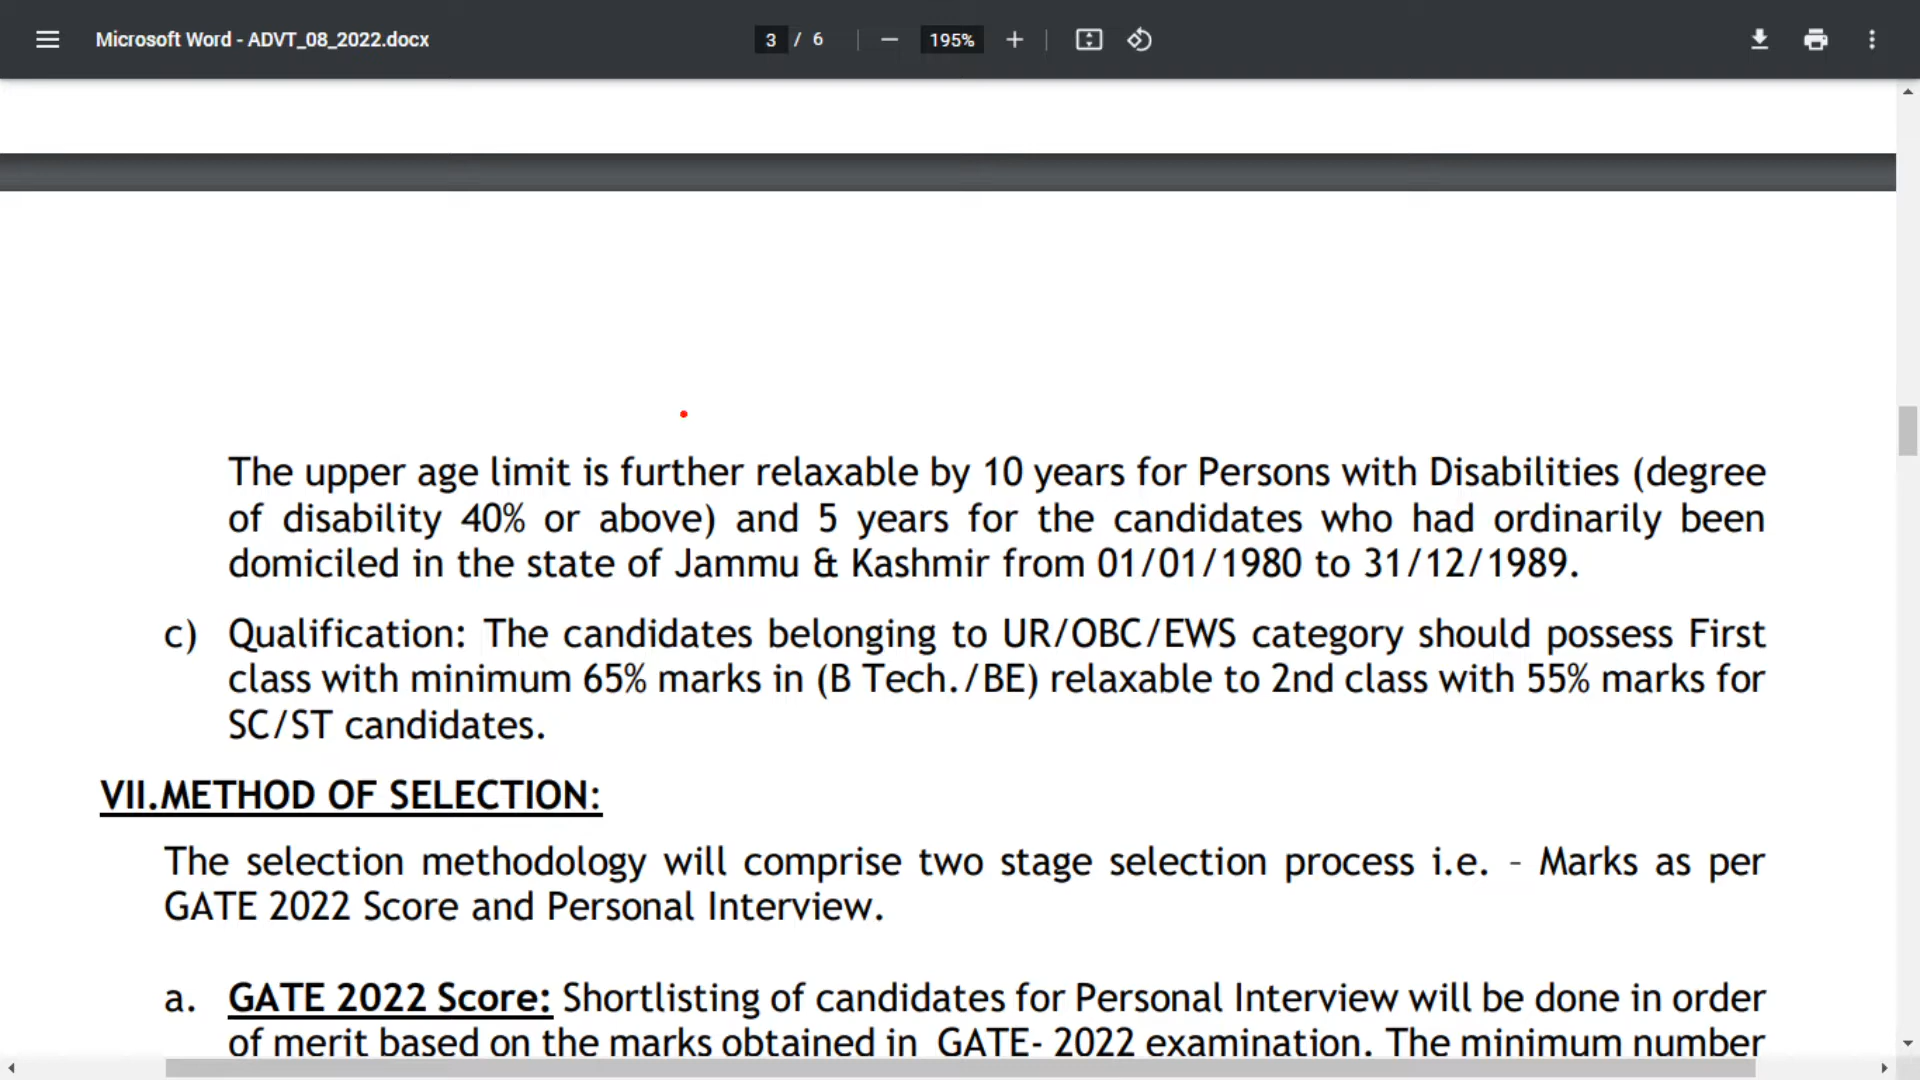 Microsoft Word - ADVT_08_2022.docx
3 / 6
195%
The upper age limit is further relaxable by 10 years for Persons with Disabilities (degree
of disability 40% or above) and 5 years for the candidates who had ordinarily been
domiciled in the state of Jammu & Kashmir from 01/01/1980 to 31/12/1989.
c) Qualification: The candidates belonging to UR/OBC/EWS category should possess First
class with minimum 65% marks in (B Tech./BE) relaxable to 2nd class with 55% marks for
SC/ST candidates.
VII.METHOD OF SELECTION:
The selection methodology will comprise two stage selection process i.e. – Marks as per
GATE 2022 Score and Personal Interview.
a. GATE 2022 Score: Shortlisting of candidates for Personal Interview will be done in order
of merit based on the marks obtained in GATE- 2022 examination. The minimum number